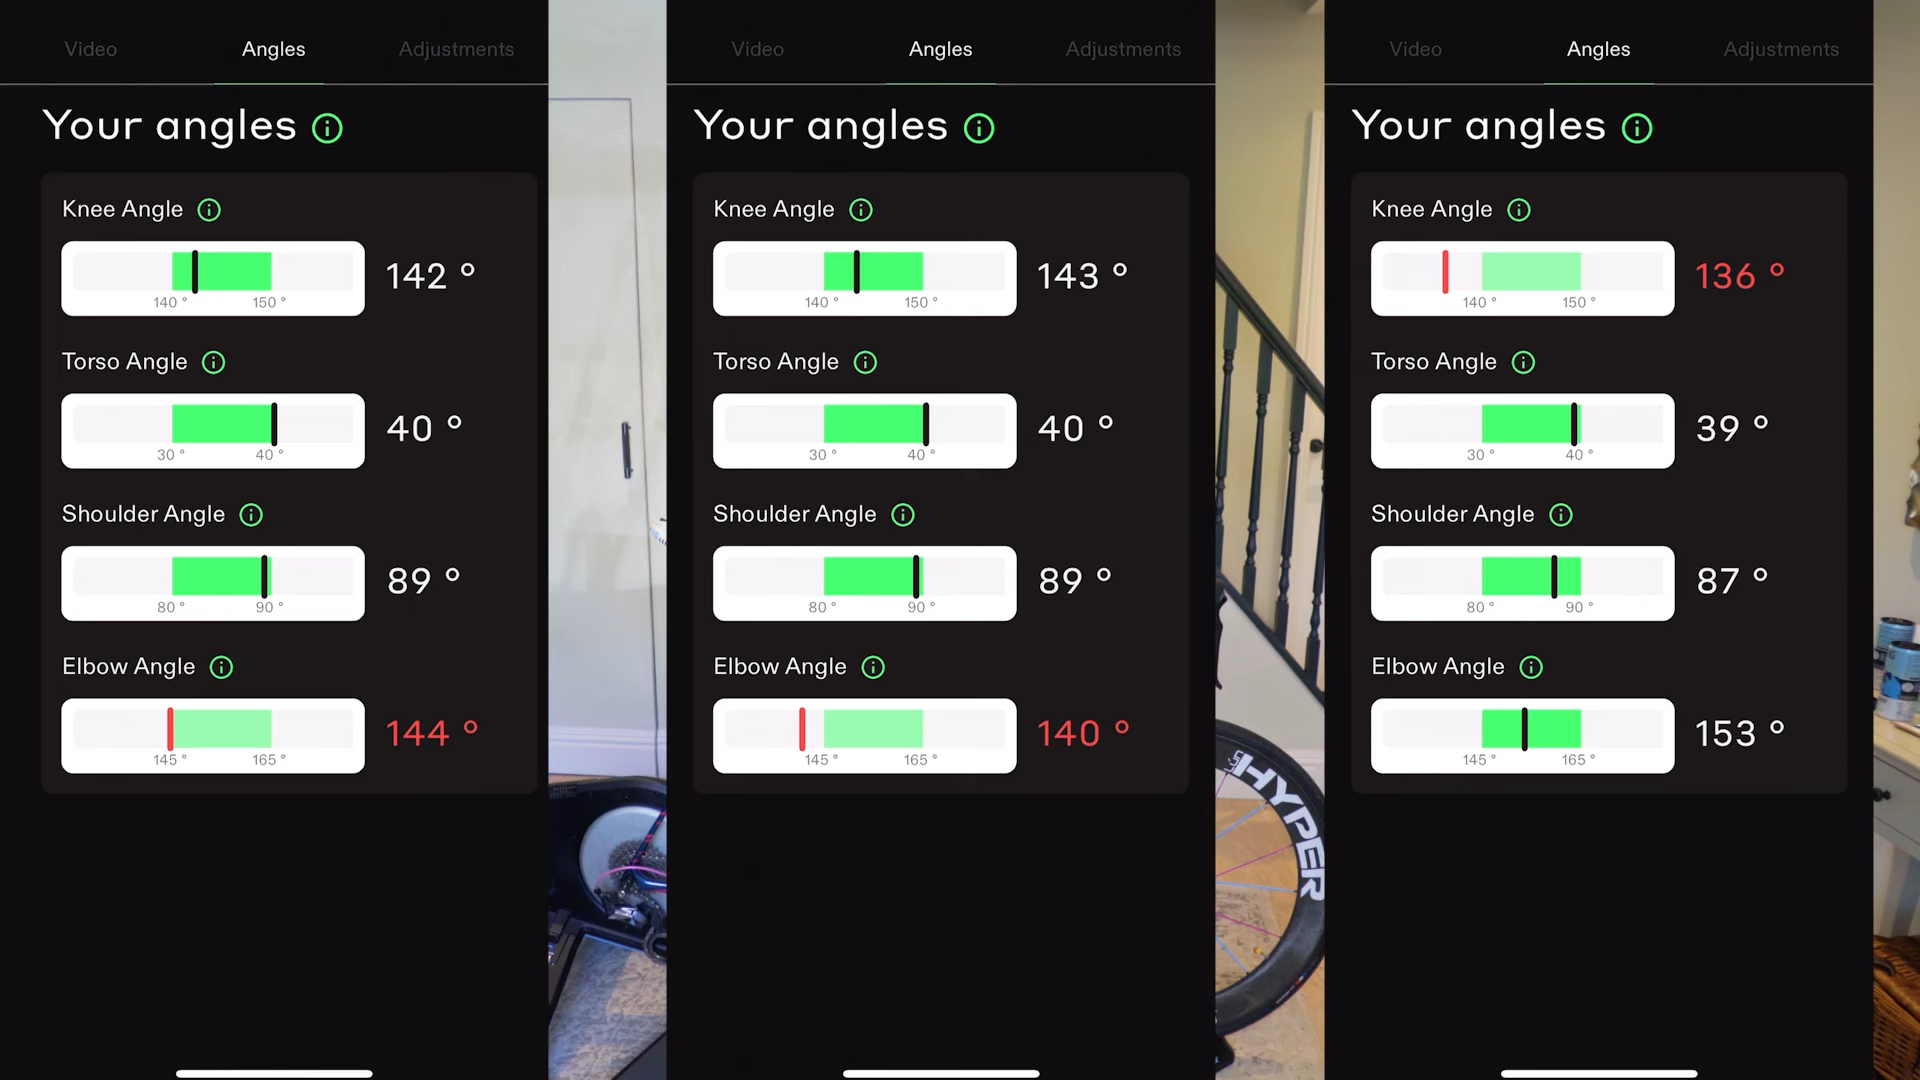 Video Angles Adjustments
Your angles
Knee Angle
142 °
140 ° 150 °
Torso Angle
40 °
30 ° 40 °
Shoulder Angle
89 °
80 ° 90 °
Elbow Angle
144 °
145 ° 165 °
Video Angles Adjustments
Your angles
Knee Angle
143 °
140 ° 150 °
Torso Angle
40 °
30 ° 40 °
Shoulder Angle
89 °
80 ° 90 °
Elbow Angle
140 °
145 ° 165 °
HYPER
Video Angles Adjustments
Your angles
Knee Angle
136 °
140 ° 150 °
Torso Angle
39 °
30 ° 40 °
Shoulder Angle
87 °
80 ° 90 °
Elbow Angle
153 °
145 ° 165 °